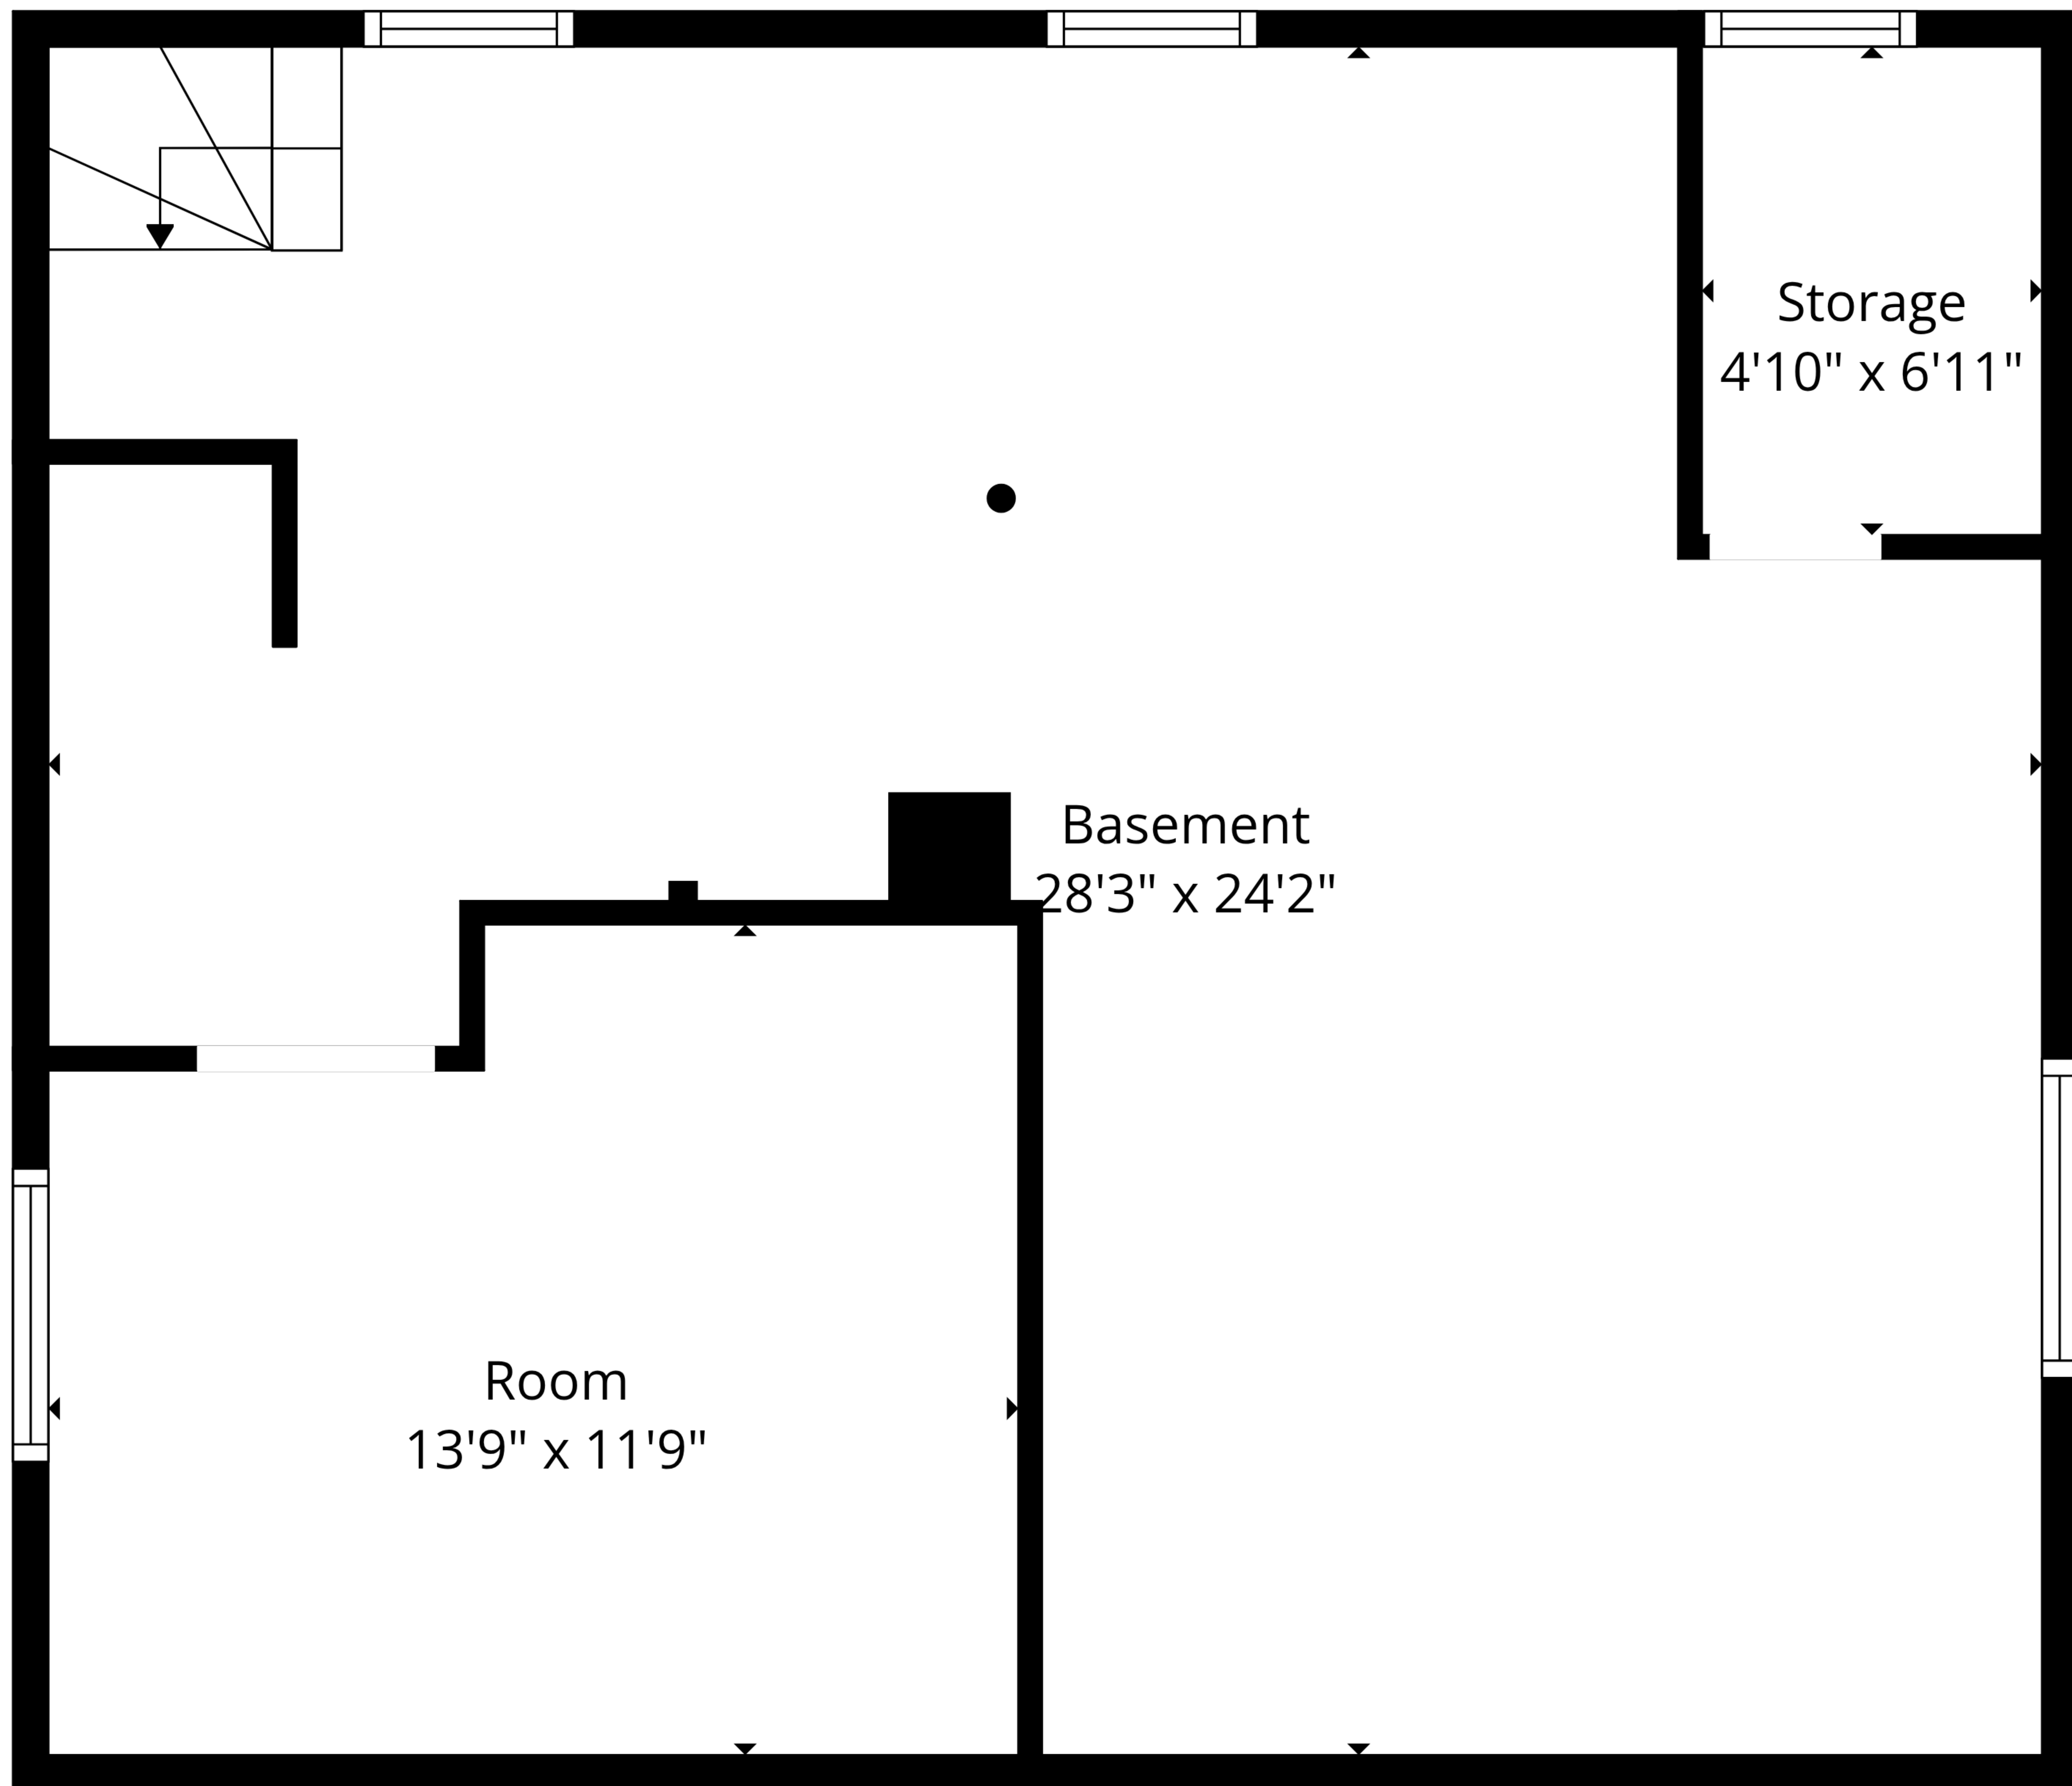 Storage
4'10" x 6'11"
Basement
28'3" x 24'2"
Room
13'9" x 11'9"